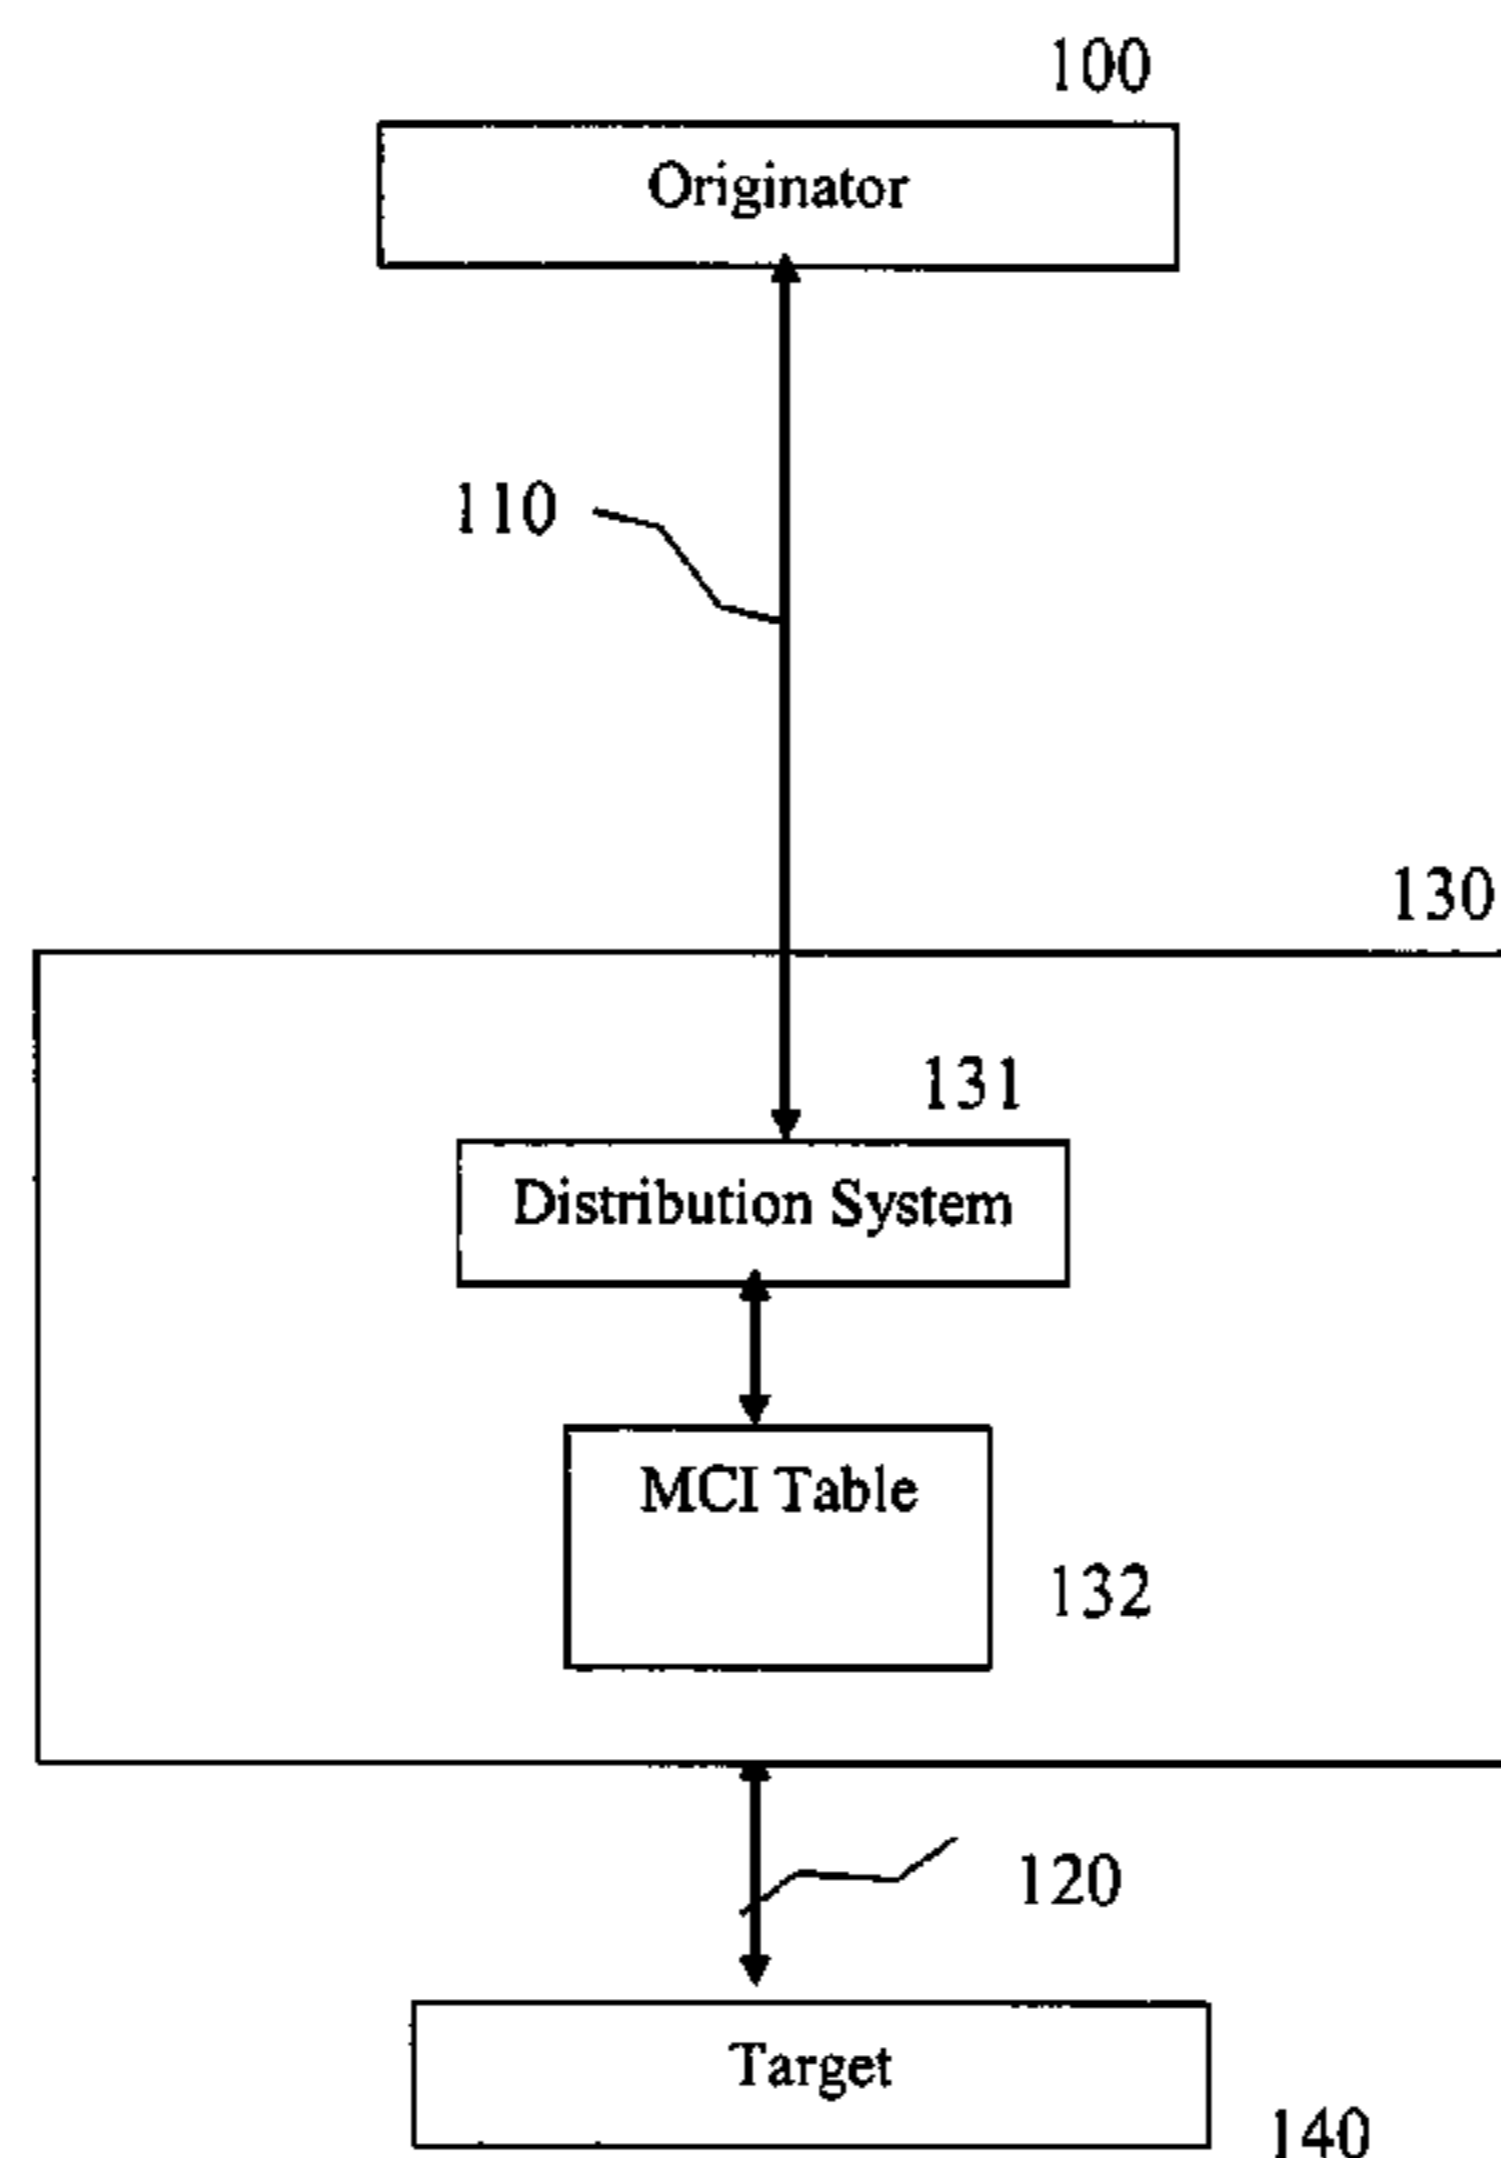 100
Originator
110
130
131
Distribution System
MCI Table
132
120
Target
140